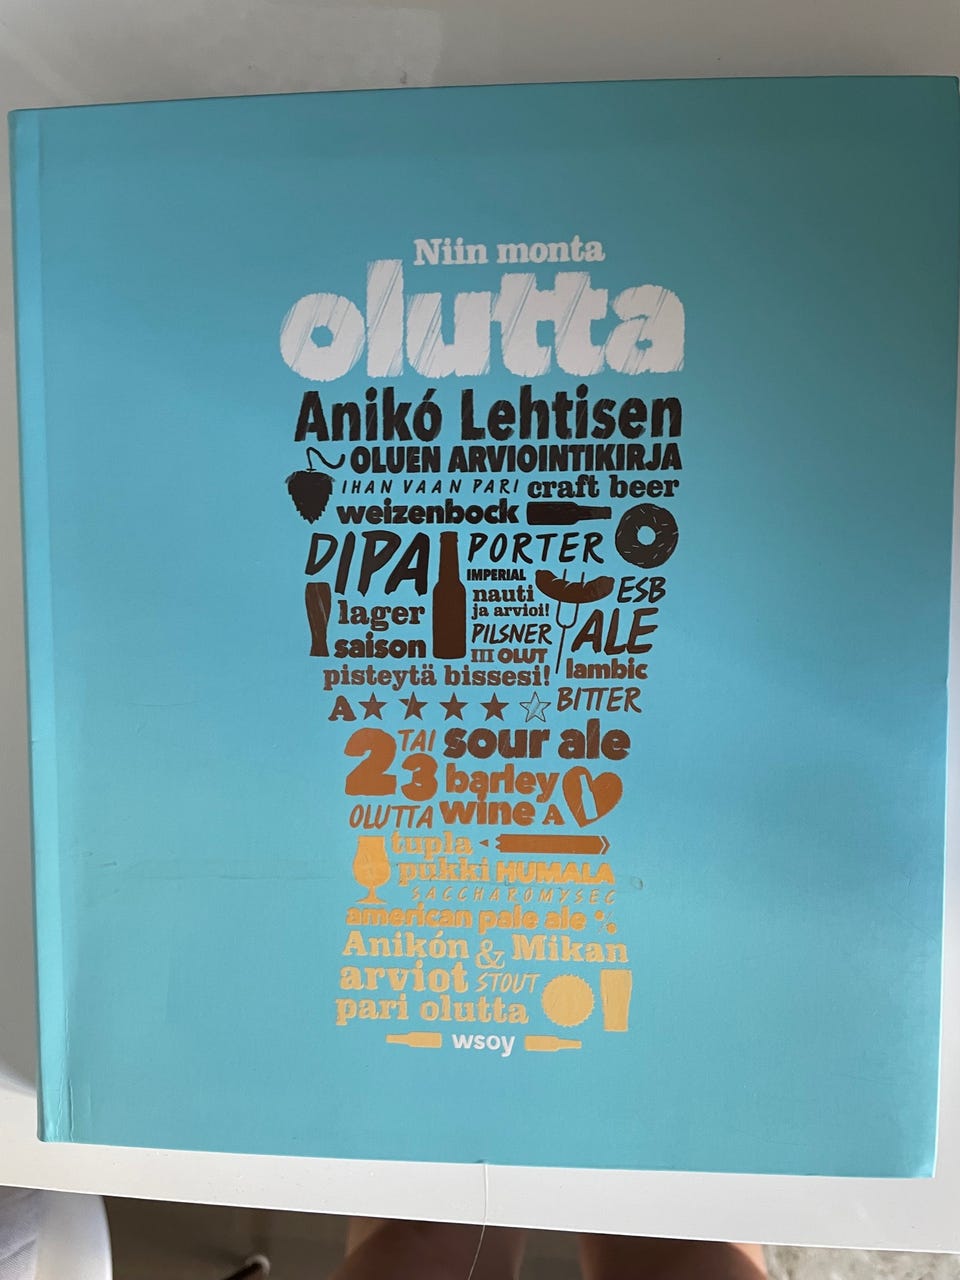 Niin monta
olutta
Anikó Lehtisen
OLUEN ARVIOINTIKIRJA
IHAN VAAN PARI craft beer
weizenbock
DIPA PORTER
IMPERIAL
nauti ESB
ja arvioi!
lager PILSNER ALE
saison III OLUT lambic
pisteytä bissesi!
A BITTER
2 TAI 3 sour ale
barley
OLUTTA wine A
tupla
pukki HUMALA
SACCHAROMYSEC
american pale ale %
Anikón & Mikan
arviot STOUT
pari olutta
wsoy